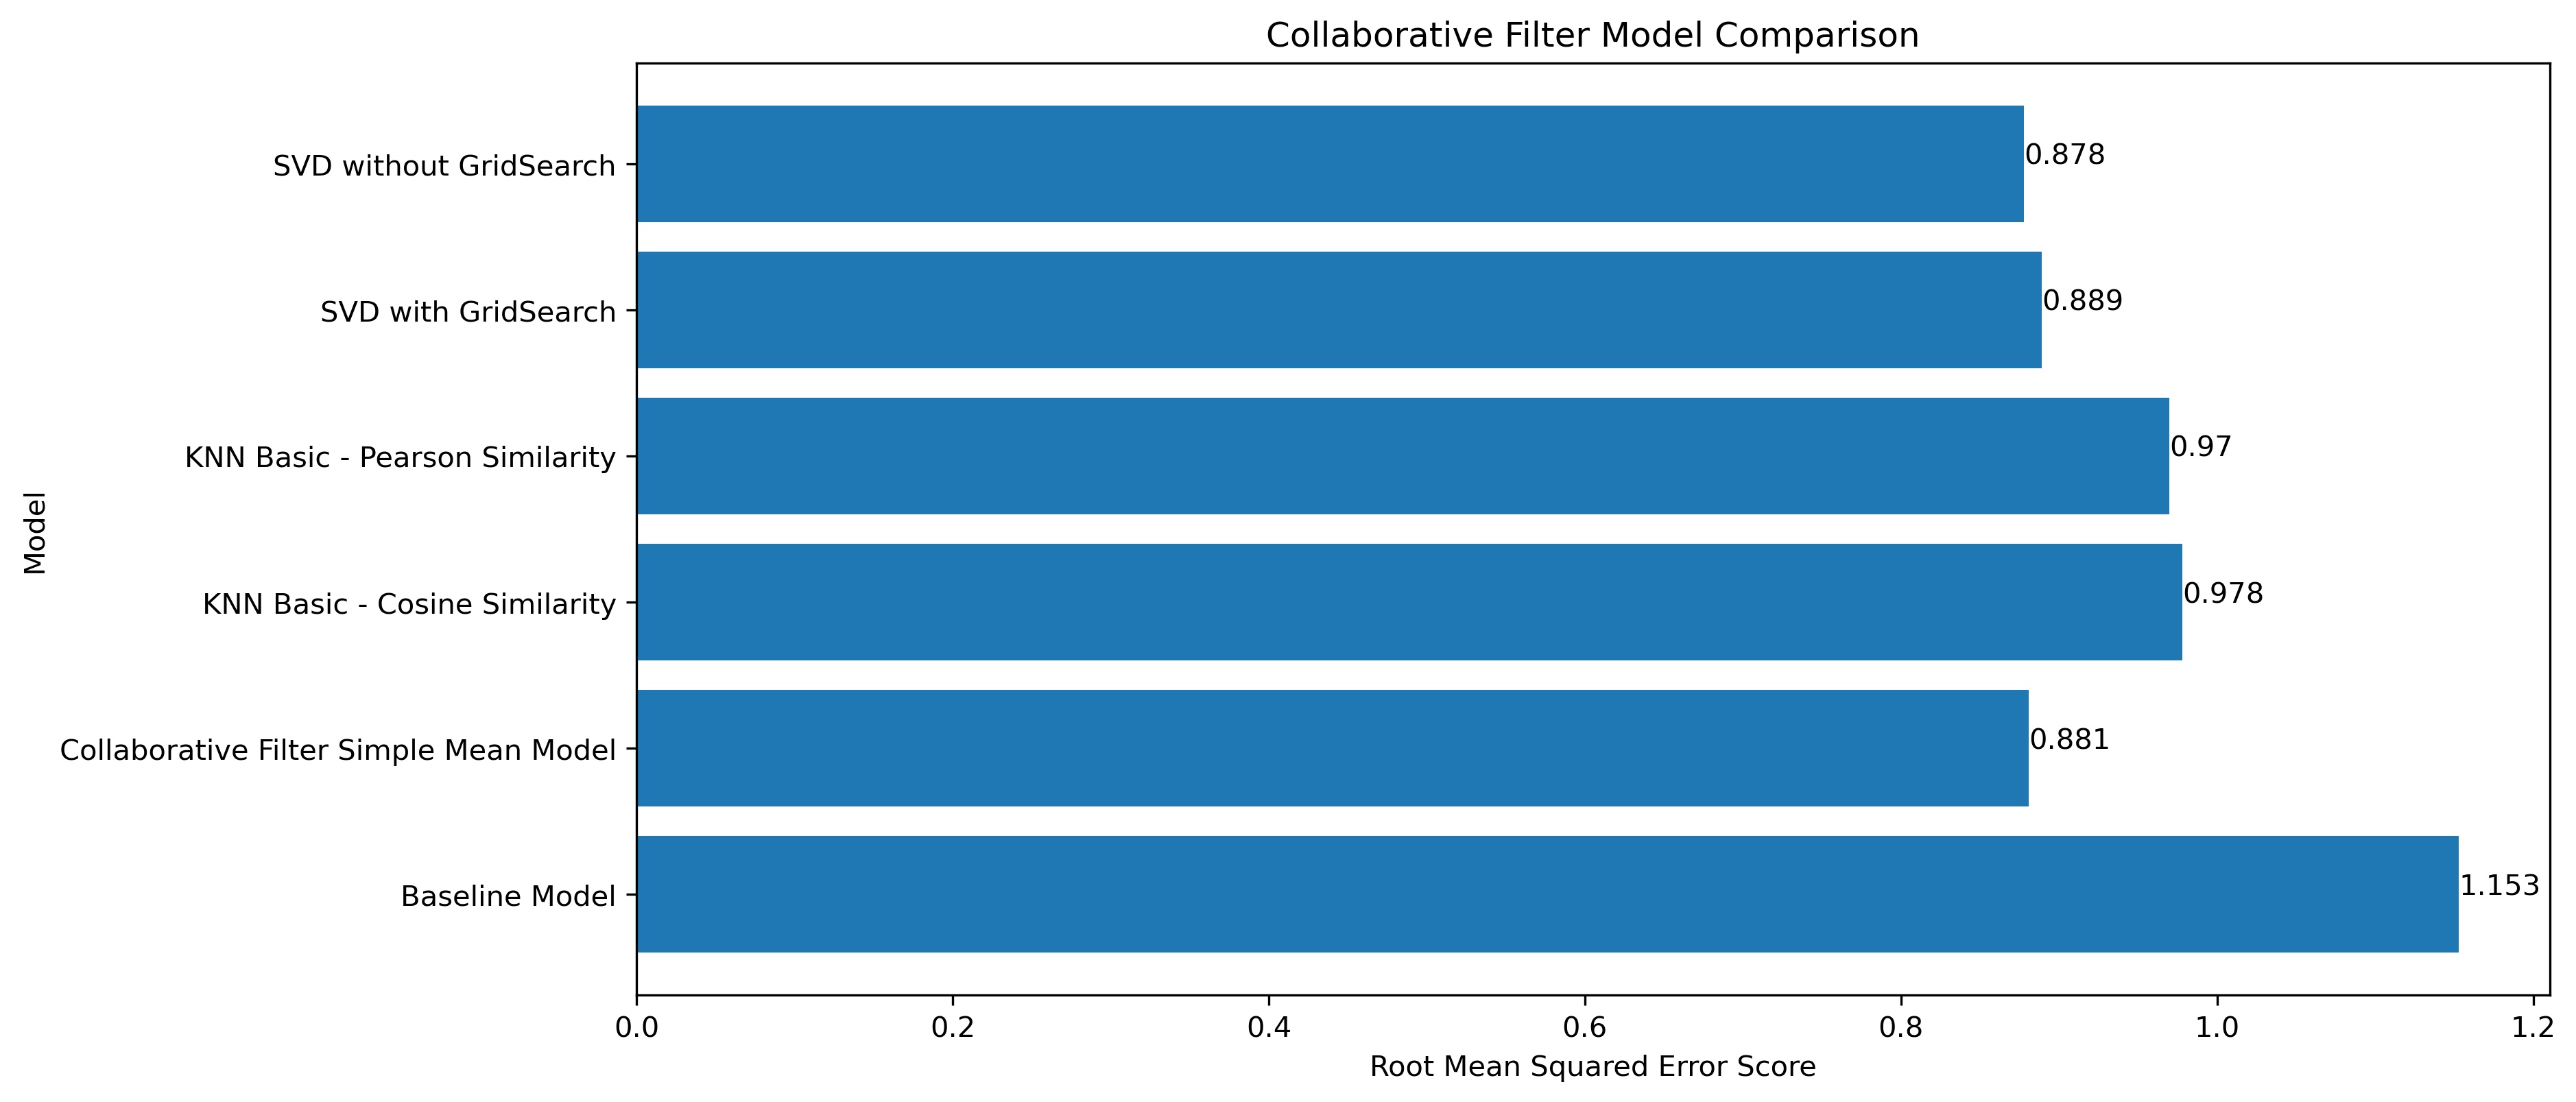 Collaborative Filter Model Comparison
SVD without GridSearch
0.878
SVD with GridSearch
0.889
KNN Basic - Pearson Similarity
0.97
KNN Basic - Cosine Similarity
0.978
Collaborative Filter Simple Mean Model
0.881
Baseline Model
1.153
Model
0.0 0.2 0.4 0.6 0.8 1.0 1.2
Root Mean Squared Error Score